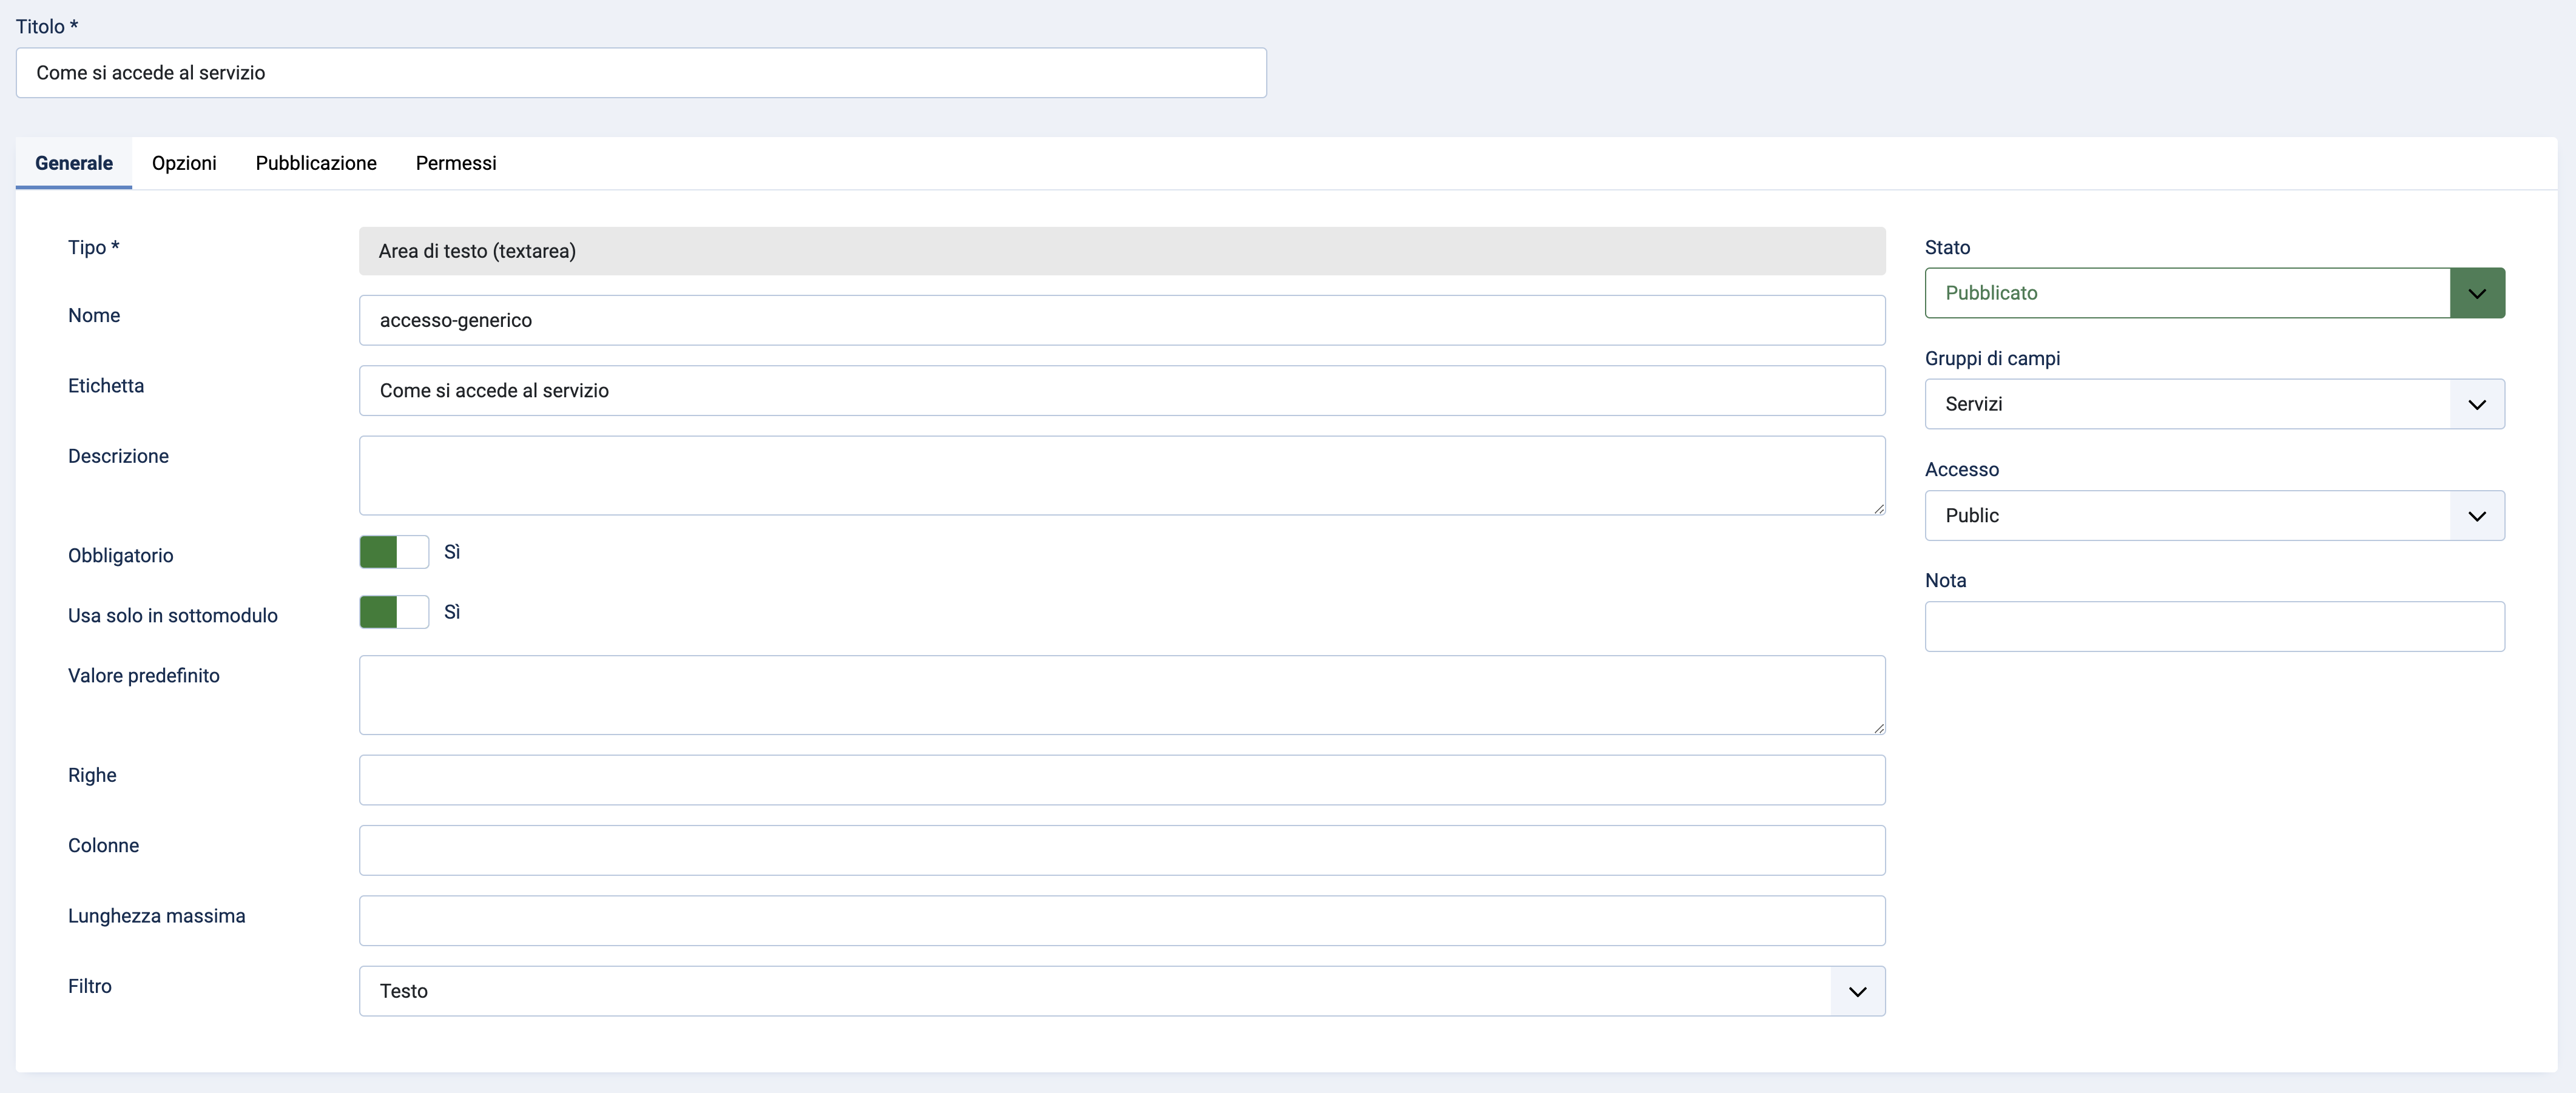 Titolo *
Come si accede al servizio
Generale Opzioni Pubblicazione Permessi
Tipo *
Area di testo (textarea)
Nome
accesso-generico
Etichetta
Come si accede al servizio
Descrizione
Obbligatorio
Sì
Usa solo in sottomodulo
Sì
Valore predefinito
Righe
Colonne
Lunghezza massima
Filtro
Testo
Stato
Pubblicato
Gruppi di campi
Servizi
Accesso
Public
Nota